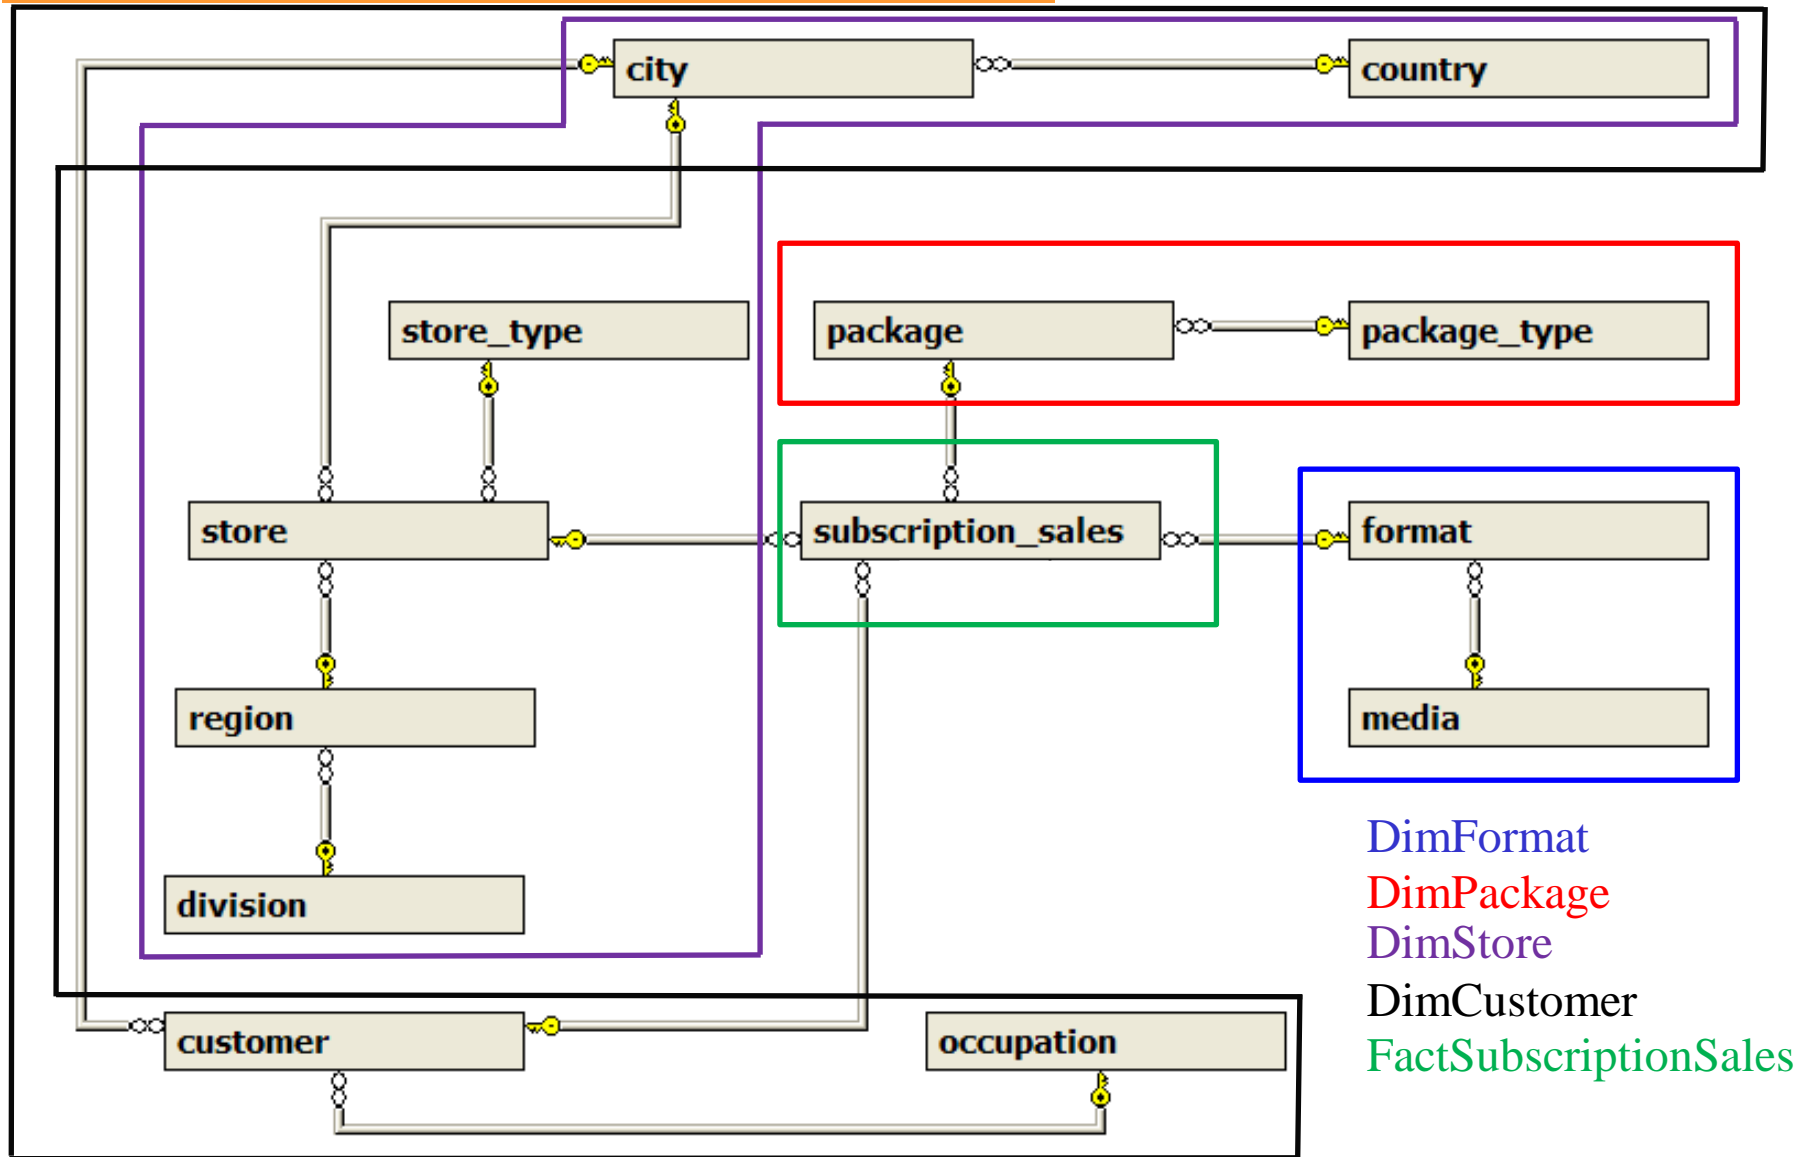 city
country
store_type
package
package_type
store
subscription_sales
format
region
media
division
customer
occupation
DimFormat
DimPackage
DimStore
DimCustomer
FactSubscriptionSales